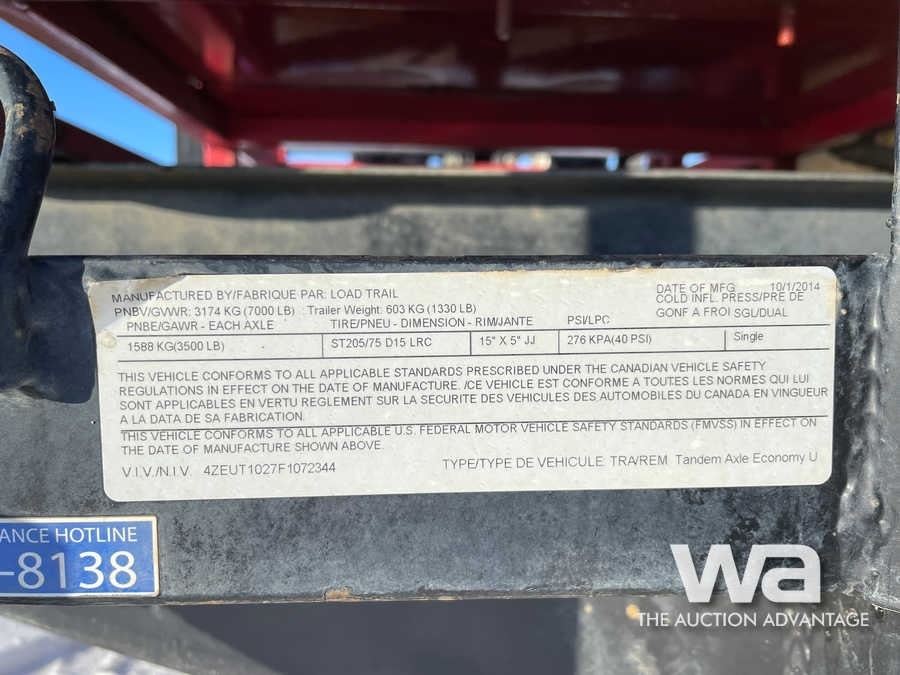 MANUFACTURED BY/FABRIQUE PAR: LOAD TRAIL
DATE OF MFG 10/1/2014
PNBV/GVWR: 3174 KG (7000 LB) Trailer Weight: 603 KG (1330 LB)
COLD INFL. PRESS/PRE DE
GONF A FROI SGL/DUAL
PNBE/GAWR - EACH AXLE TIRE/PNEU - DIMENSION - RIM/JANTE PSI/LPC
1588 KG(3500 LB) ST205/75 D15 LRC 15" X 5" JJ 276 KPA(40 PSI) Single
THIS VEHICLE CONFORMS TO ALL APPLICABLE STANDARDS PRESCRIBED UNDER THE CANADIAN VEHICLE SAFETY
REGULATIONS IN EFFECT ON THE DATE OF MANUFACTURE. /CE VEHICLE EST CONFORME A TOUTES LES NORMES QUI LUI
SONT APPLICABLES EN VERTU REGLEMENT SUR LA SECURITE DES VEHICULES DES AUTOMOBILES DU CANADA EN VINGUEUR
A LA DATA DE SA FABRICATION.
THIS VEHICLE CONFORMS TO ALL APPLICABLE U.S. FEDERAL MOTOR VEHICLE SAFETY STANDARDS (FMVSS) IN EFFECT ON
THE DATE OF MANUFACTURE SHOWN ABOVE.
V.I.V/N.I.V. 4ZEUT1027F1072344 TYPE/TYPE DE VEHICULE: TRA/REM Tandem Axle Economy U
ANCE HOTLINE
-8138
wa
THE AUCTION ADVANTAGE